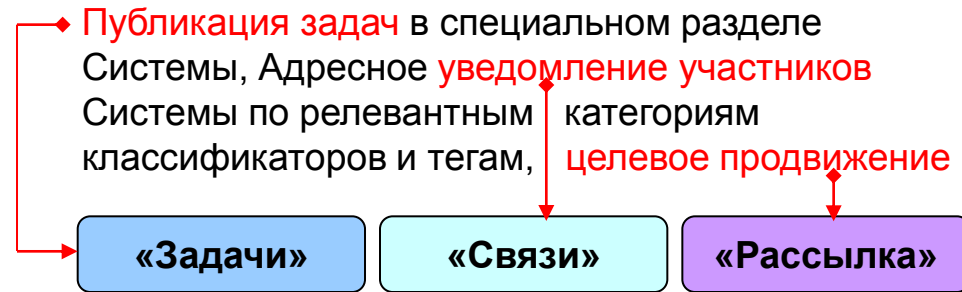 Публикация задач в специальном разделе
Системы, Адресное уведомление участников
Системы по релевантным категориям
классификаторов и тегам, целевое продвижение
«Задачи» «Связи» «Рассылка»